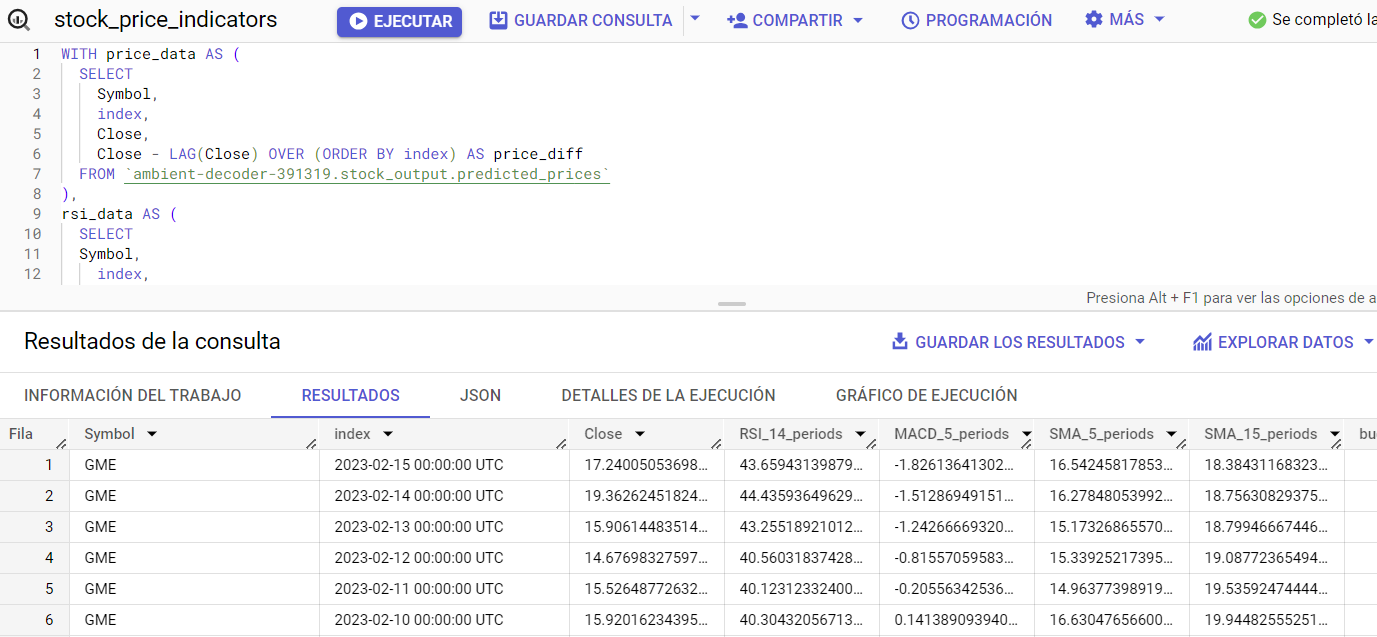 stock_price_indicators EJECUTAR GUARDAR CONSULTA COMPARTIR PROGRAMACIÓN MÁS Se completó la
1 WITH price_data AS (
2 SELECT
3 Symbol,
4 index,
5 Close,
6 Close - LAG(Close) OVER (ORDER BY index) AS price_diff
7 FROM `ambient-decoder-391319.stock_output.predicted_prices`
8 ),
9 rsi_data AS (
10 SELECT
11 Symbol,
12 index,
Presiona Alt + F1 para ver las opciones de a
Resultados de la consulta GUARDAR LOS RESULTADOS EXPLORAR DATOS
INFORMACIÓN DEL TRABAJO RESULTADOS JSON DETALLES DE LA EJECUCIÓN GRÁFICO DE EJECUCIÓN
Fila Symbol index Close RSI_14_periods MACD_5_periods SMA_5_periods SMA_15_periods bu
1 GME 2023-02-15 00:00:00 UTC 17.24005053698... 43.65943139879... -1.82613641302... 16.54245817853... 18.38431168323...
2 GME 2023-02-14 00:00:00 UTC 19.36262451824... 44.43593649629... -1.51286949151... 16.27848053992... 18.75630829375...
3 GME 2023-02-13 00:00:00 UTC 15.90614483514... 43.25518921012... -1.24266669320... 15.17326865570... 18.79946667446...
4 GME 2023-02-12 00:00:00 UTC 14.67698327597... 40.56031837428... -0.81557059583... 15.33925217395... 19.08772365494...
5 GME 2023-02-11 00:00:00 UTC 15.52648772632... 40.12312332400... -0.20556342536... 14.96377398919... 19.53592474444...
6 GME 2023-02-10 00:00:00 UTC 15.92016234395... 40.30432056713... 0.141389093940... 16.63047656600... 19.94482555251...